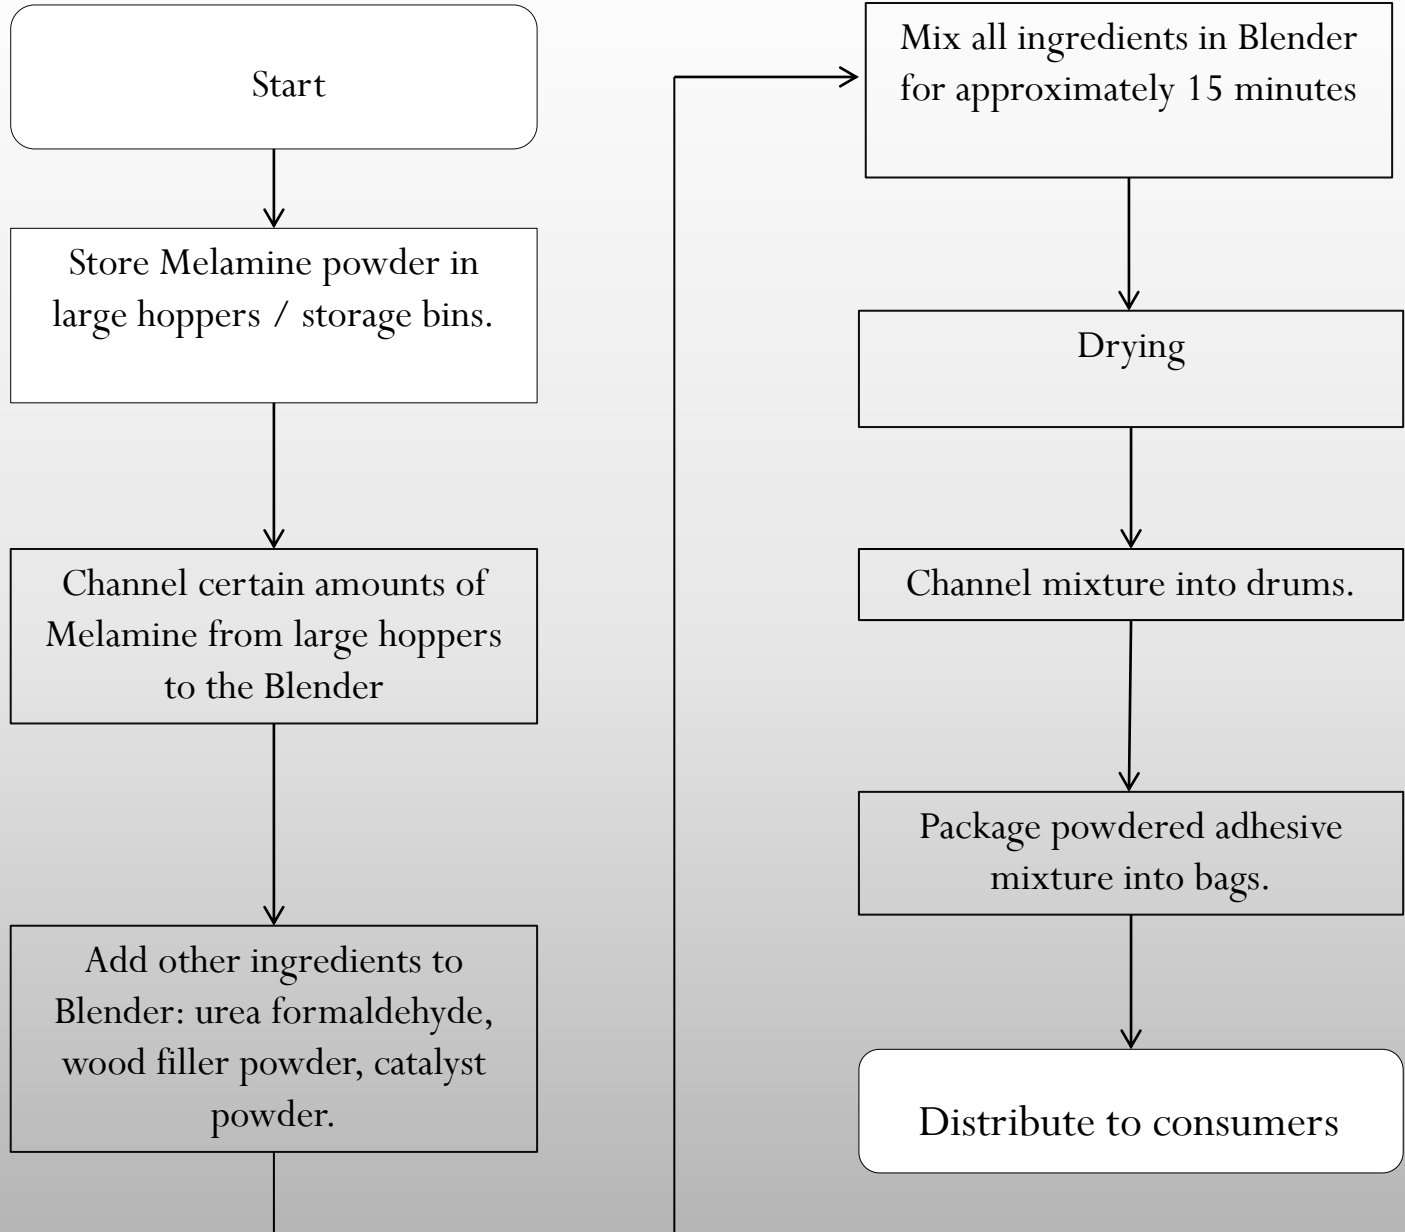 Start
Store Melamine powder in
large hoppers / storage bins.
Channel certain amounts of
Melamine from large hoppers
to the Blender
Add other ingredients to
Blender: urea formaldehyde,
wood filler powder, catalyst
powder.
Mix all ingredients in Blender
for approximately 15 minutes
Drying
Channel mixture into drums.
Package powdered adhesive
mixture into bags.
Distribute to consumers